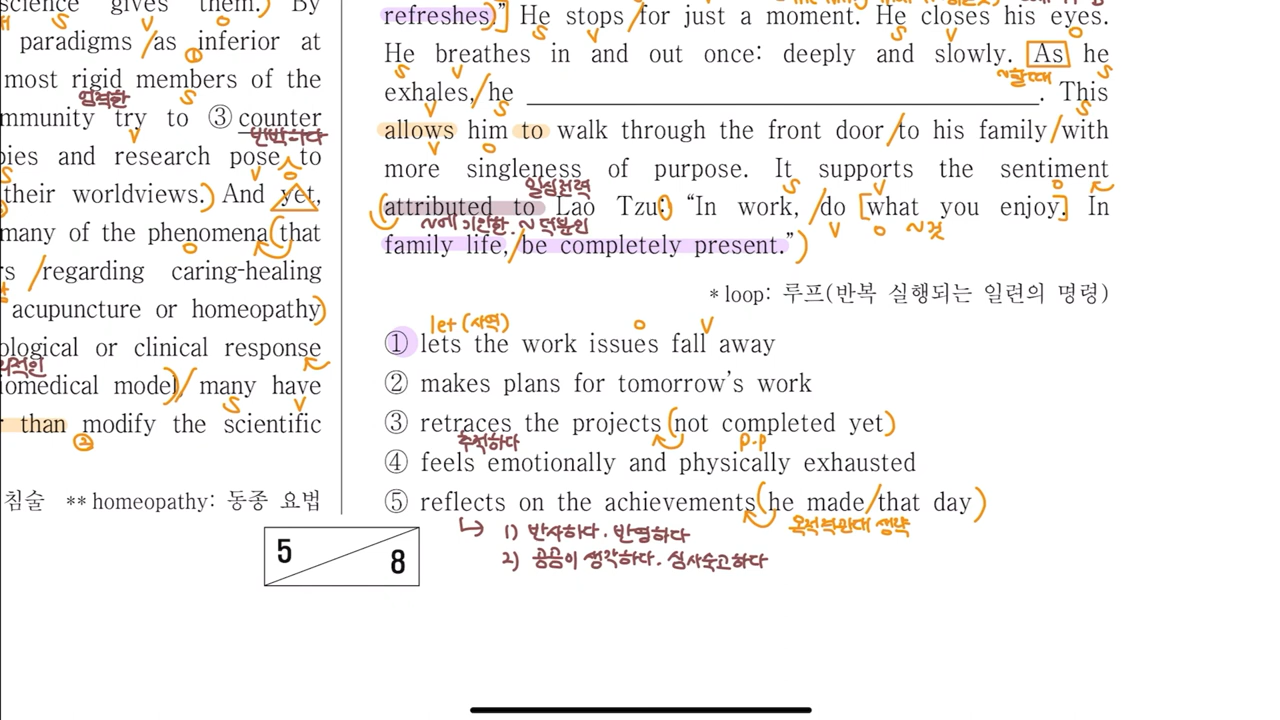 science gives them.) By
paradigms / as inferior at
①
most rigid members of the
엄격한
mmunity try to ③ counter
반박하다
pies and research pose to
their worldviews.) And yet,
many of the phenomena (that
rs / regarding caring-healing
acupuncture or homeopathy)
ological or clinical response
iomedical model) / many have
than modify the scientific
②
침술 ** homeopathy: 동종 요법
refreshes).”] He stops / for just a moment. He closes his eyes.
He breathes in and out once: deeply and slowly. As he
~할 때
exhales, / he ________. This
allows him to walk through the front door / to his family / with
more singleness of purpose. It supports the sentiment
일심전력
(attributed to Lao Tzu:) “In work, / do [what you enjoy]. In
~에 기인한. ~ 덕분인
~것
family life, / be completely present.”)
* loop: 루프(반복 실행되는 일련의 명령)
let (사역)
① lets the work issues fall away
② makes plans for tomorrow’s work
③ retraces the projects (not completed yet)
추적하다
p.p
④ feels emotionally and physically exhausted
⑤ reflects on the achievements (he made / that day)
목적격관대 생략
1) 반사하다. 반영하다
2) 곰곰이 생각하다. 심사숙고하다
5
8